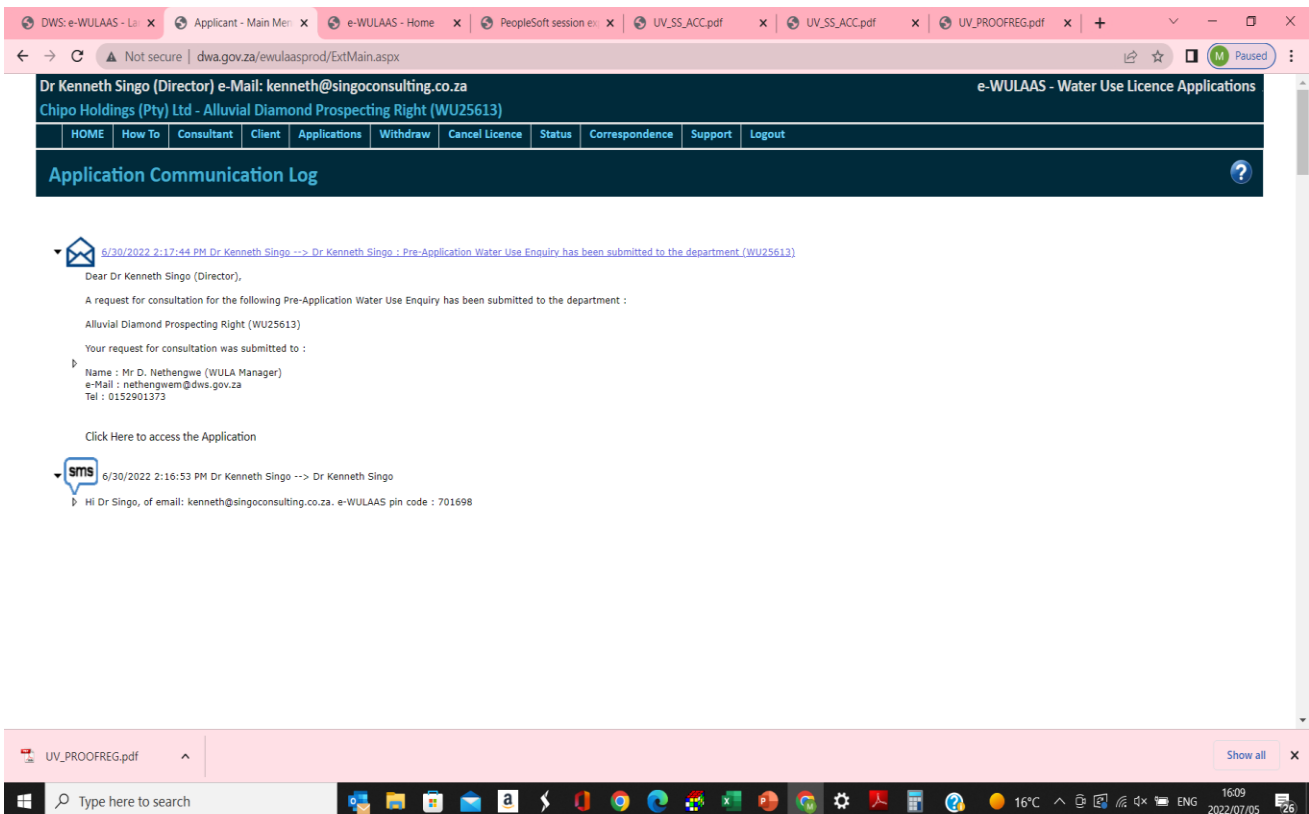 DWS: e-WULAAS - La
Applicant - Main Men
e-WULAAS - Home
PeopleSoft session ex
UV_SS_ACC.pdf
UV_SS_ACC.pdf
UV_PROOFREG.pdf
Not secure | dwa.gov.za/ewulaasprod/ExtMain.aspx
M Paused
Dr Kenneth Singo (Director) e-Mail: kenneth@singoconsulting.co.za
e-WULAAS - Water Use Licence Applications
Chipo Holdings (Pty) Ltd - Alluvial Diamond Prospecting Right (WU25613)
HOME How To Consultant Client Applications Withdraw Cancel Licence Status Correspondence Support Logout
Application Communication Log
?
6/30/2022 2:17:44 PM Dr Kenneth Singo --> Dr Kenneth Singo : Pre-Application Water Use Enquiry has been submitted to the department (WU25613)
Dear Dr Kenneth Singo (Director),
A request for consultation for the following Pre-Application Water Use Enquiry has been submitted to the department :
Alluvial Diamond Prospecting Right (WU25613)
Your request for consultation was submitted to :
Name : Mr D. Nethengwe (WULA Manager)
e-Mail : nethengwem@dws.gov.za
Tel : 0152901373
Click Here to access the Application
sms
6/30/2022 2:16:53 PM Dr Kenneth Singo --> Dr Kenneth Singo
Hi Dr Singo, of email: kenneth@singoconsulting.co.za. e-WULAAS pin code : 701698
UV_PROOFREG.pdf
Show all
Type here to search
16°C
ENG
16:09
2022/07/05
26